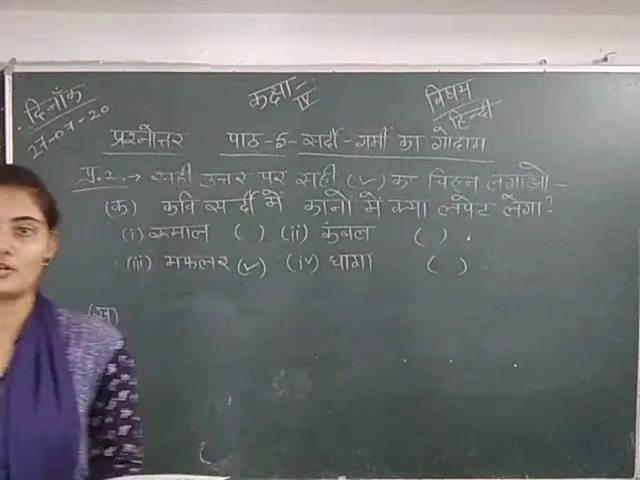 दिनाँक कक्षा IV विषय
27-07-20 हिन्दी
प्रश्नोत्तर पाठ-5- सर्दी-गर्मी का गोदाम
प्र.2.→ सही उत्तर पर सही (✓) का चिह्न लगाओ-
(क) कवि सर्दी में कानो में क्या लपेट लेगा?
(i) रूमाल ( ) (ii) कंबल ( ) .
(iii) मफलर (✓) (iv) धागा ( )
(ख)